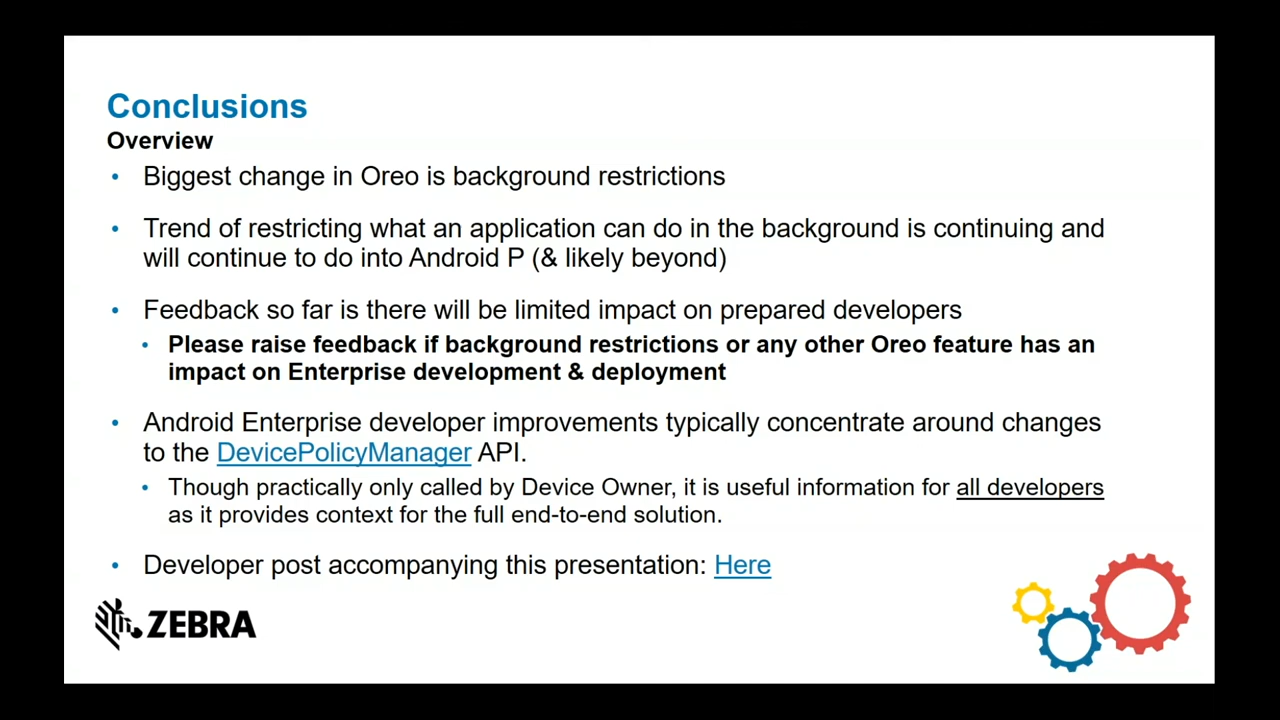 Conclusions
Overview
• Biggest change in Oreo is background restrictions
• Trend of restricting what an application can do in the background is continuing and
will continue to do into Android P (& likely beyond)
• Feedback so far is there will be limited impact on prepared developers
• Please raise feedback if background restrictions or any other Oreo feature has an
impact on Enterprise development & deployment
• Android Enterprise developer improvements typically concentrate around changes
to the DevicePolicyManager API.
• Though practically only called by Device Owner, it is useful information for all developers
as it provides context for the full end-to-end solution.
• Developer post accompanying this presentation: Here
ZEBRA